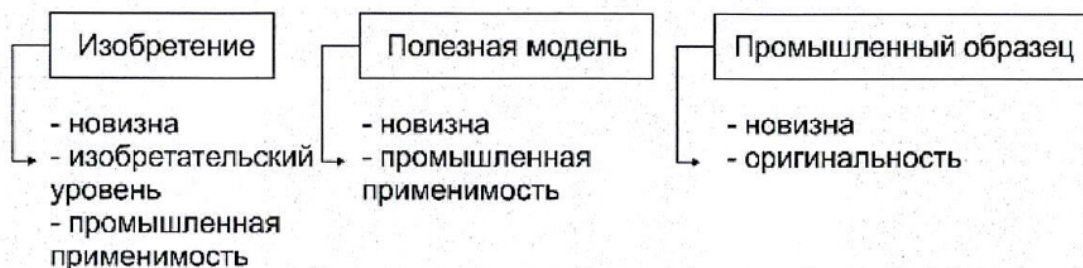 Изобретение
- новизна
- изобретательский
уровень
- промышленная
применимость
Полезная модель
- новизна
- промышленная
применимость
Промышленный образец
- новизна
- оригинальность